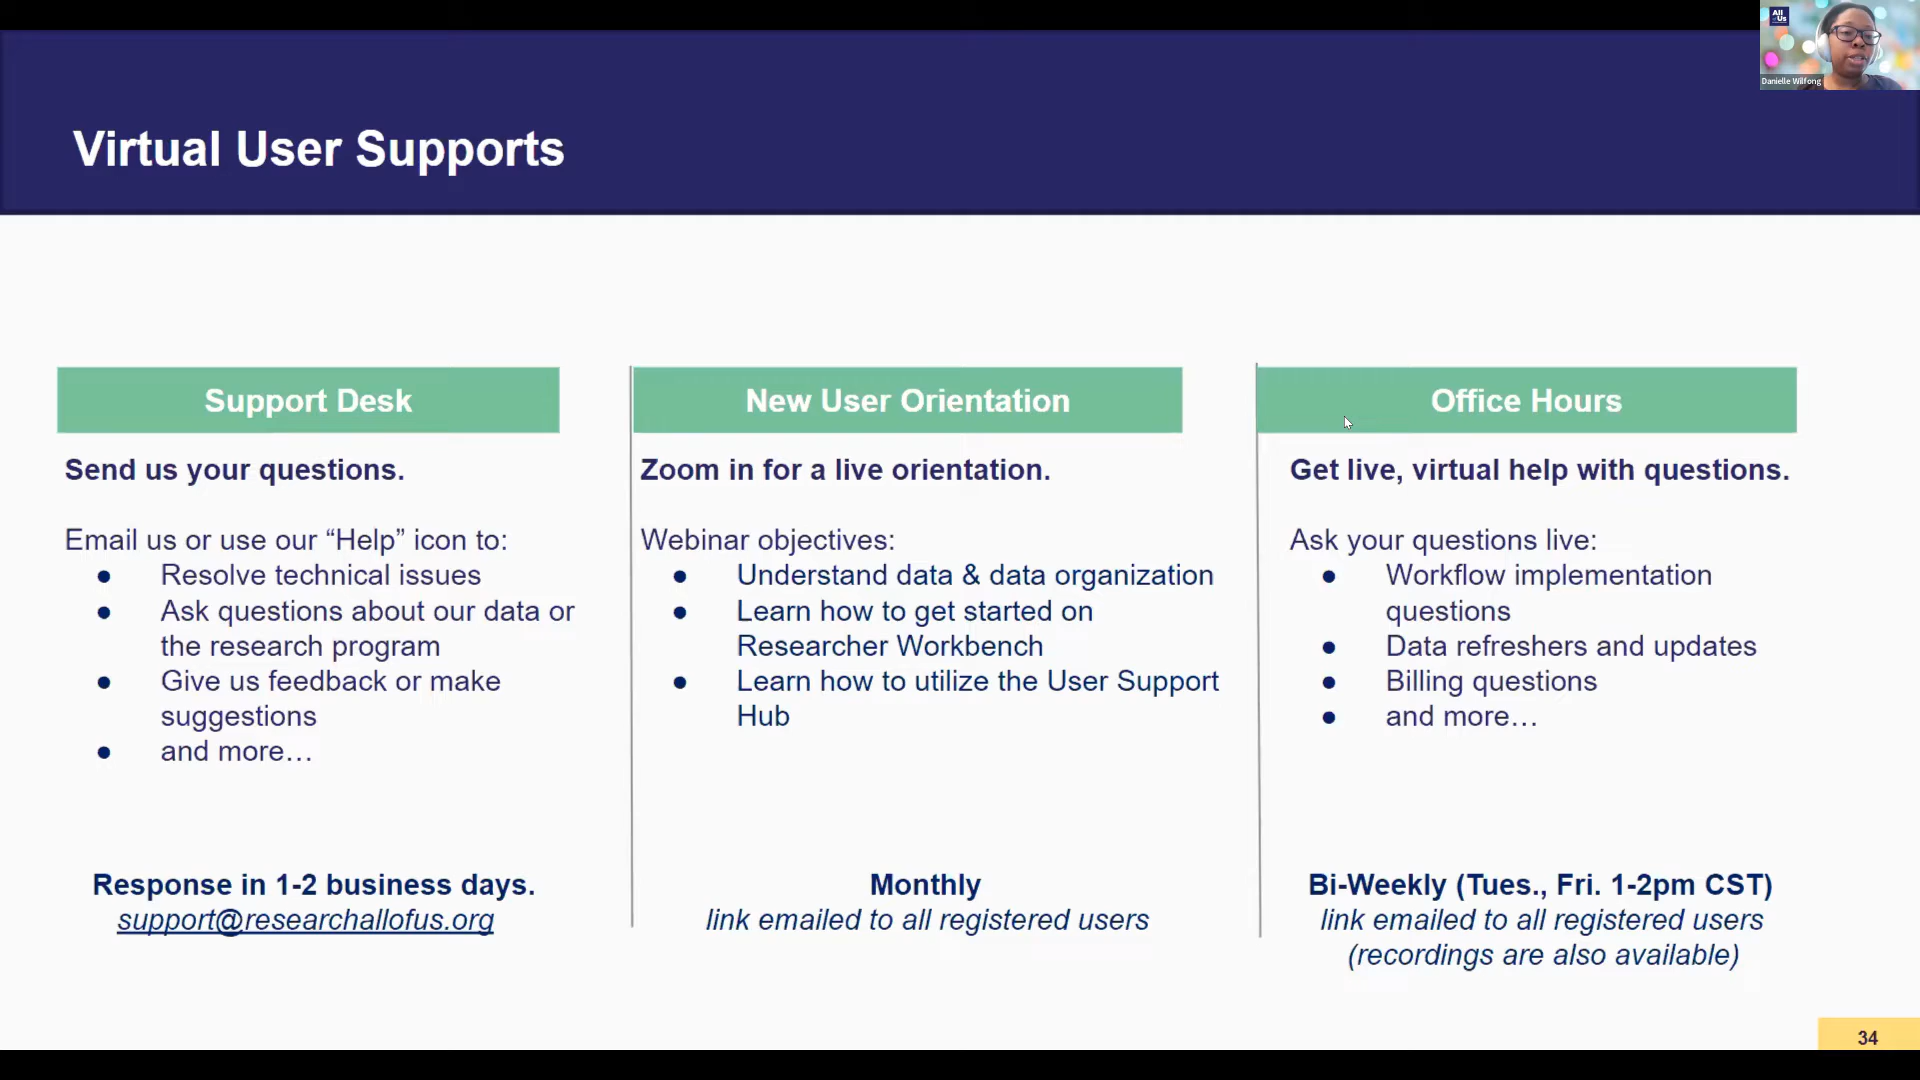 All
of Us
Danielle Wilfong
Virtual User Supports
Support Desk
Send us your questions.
Email us or use our “Help” icon to:
● Resolve technical issues
● Ask questions about our data or
the research program
● Give us feedback or make
suggestions
● and more…
Response in 1-2 business days.
support@researchallofus.org
New User Orientation
Zoom in for a live orientation.
Webinar objectives:
● Understand data & data organization
● Learn how to get started on
Researcher Workbench
● Learn how to utilize the User Support
Hub
Monthly
link emailed to all registered users
Office Hours
Get live, virtual help with questions.
Ask your questions live:
● Workflow implementation
questions
● Data refreshers and updates
● Billing questions
● and more…
Bi-Weekly (Tues., Fri. 1-2pm CST)
link emailed to all registered users
(recordings are also available)
34